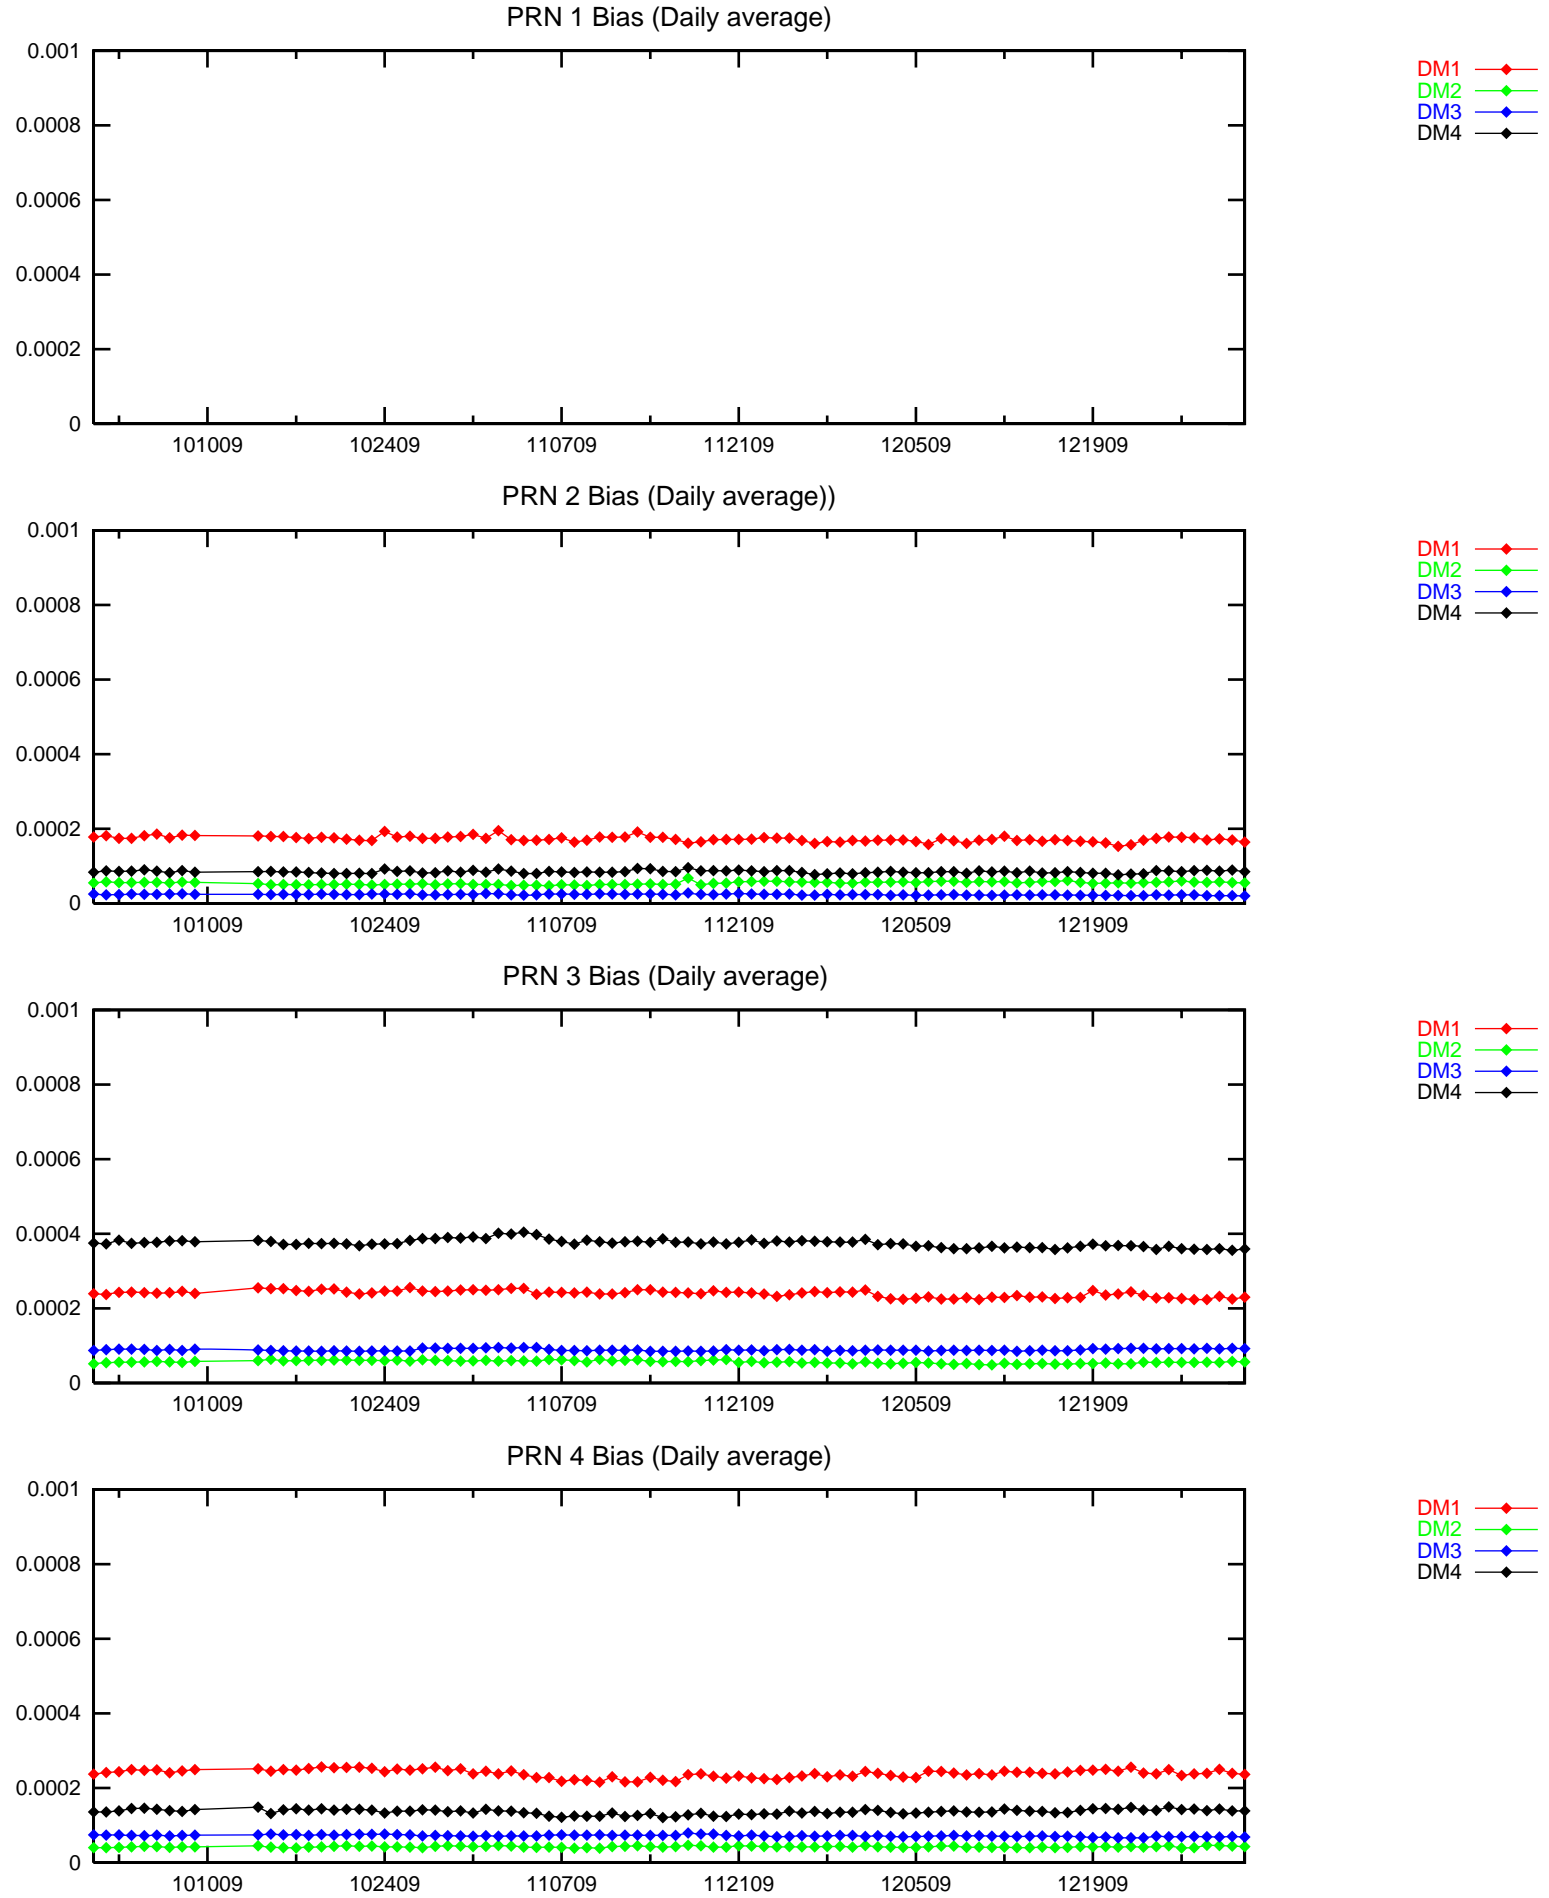 PRN 1 Bias (Daily average)
0.001
0.0008
0.0006
0.0004
0.0002
0
101009 102409 110709 112109 120509 121909
DM1
DM2
DM3
DM4
PRN 2 Bias (Daily average))
0.001
0.0008
0.0006
0.0004
0.0002
0
101009 102409 110709 112109 120509 121909
DM1
DM2
DM3
DM4
PRN 3 Bias (Daily average)
0.001
0.0008
0.0006
0.0004
0.0002
0
101009 102409 110709 112109 120509 121909
DM1
DM2
DM3
DM4
PRN 4 Bias (Daily average)
0.001
0.0008
0.0006
0.0004
0.0002
0
101009 102409 110709 112109 120509 121909
DM1
DM2
DM3
DM4